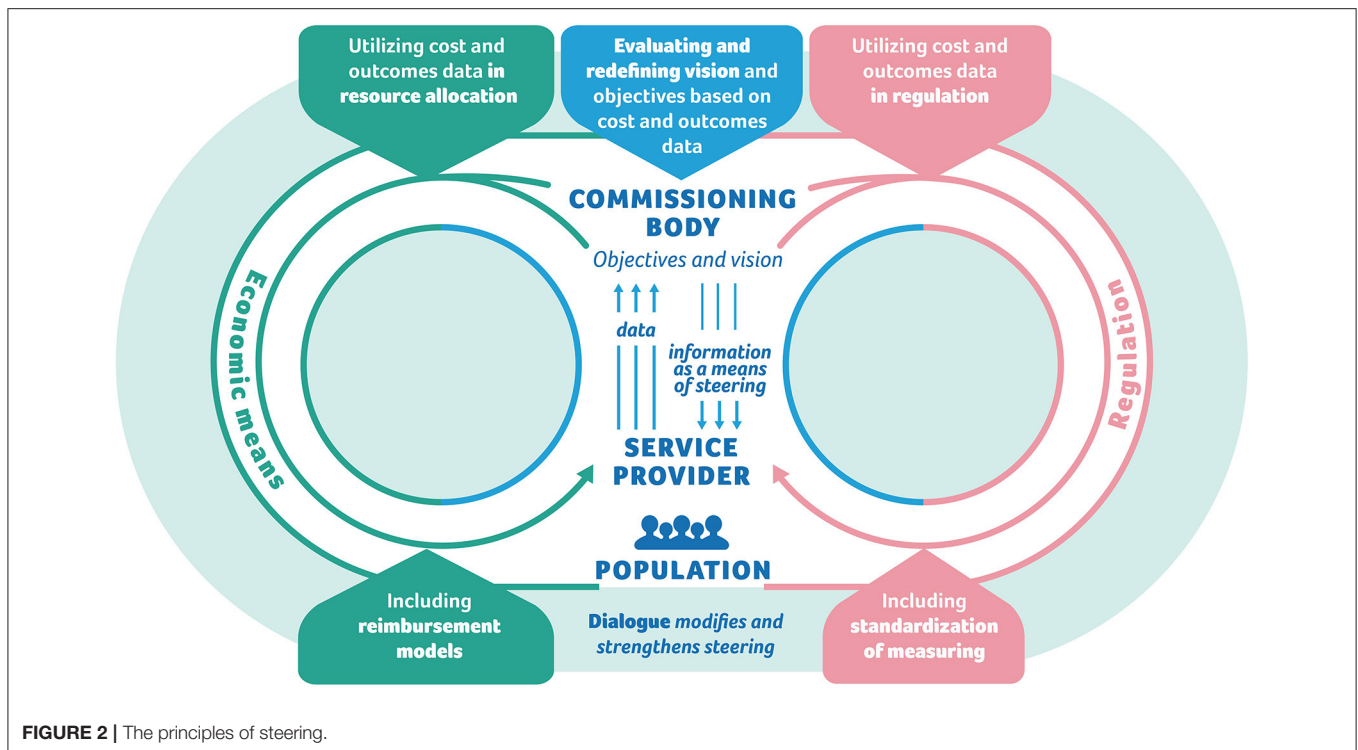 Utilizing cost and
outcomes data in
resource allocation
Evaluating and
redefining vision and
objectives based on
cost and outcomes
data
Utilizing cost and
outcomes data
in regulation
COMMISSIONING
BODY
Objectives and vision
Economic means
data
information
as a means
of steering
Regulation
SERVICE
PROVIDER
POPULATION
Including
reimbursement
models
Dialogue modifies and
strengthens steering
Including
standardization
of measuring
FIGURE 2 | The principles of steering.